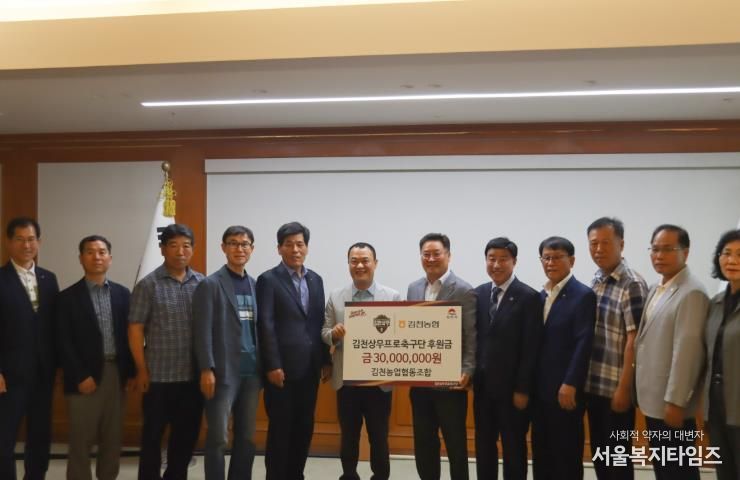 김천농협
김천상무프로축구단 후원금
금30,000,000원
김천농업협동조합
사회적 약자의 대변자
서울복지타임즈